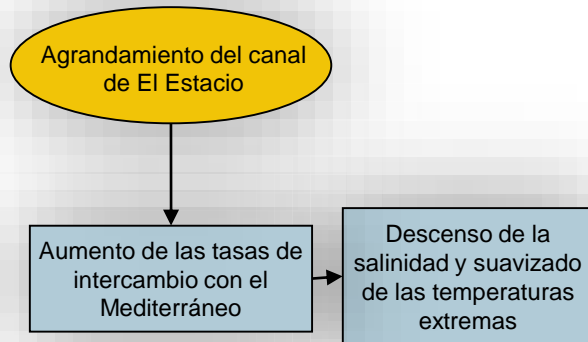 Agrandamiento del canal
de El Estacio
Aumento de las tasas de
intercambio con el
Mediterráneo
Descenso de la
salinidad y suavizado
de las temperaturas
extremas